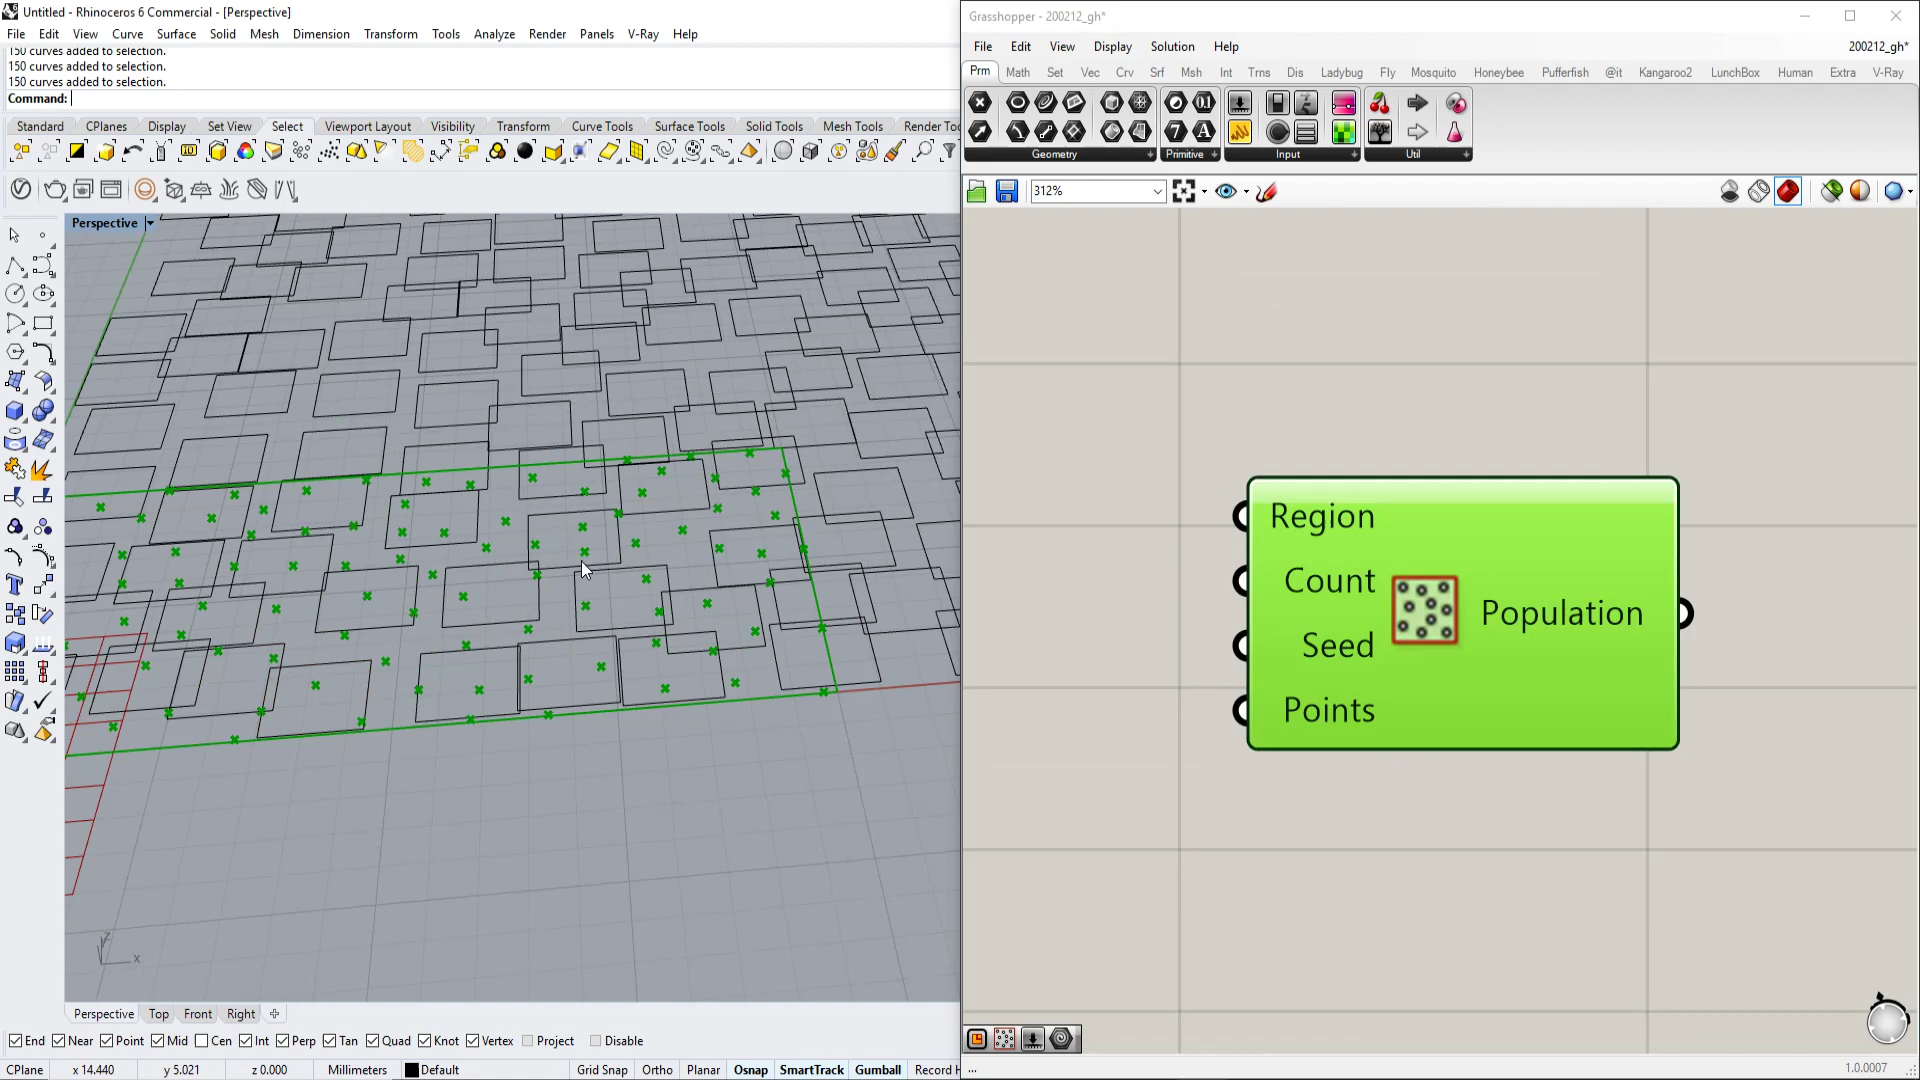 Untitled - Rhinoceros 6 Commercial - [Perspective]
File Edit View Curve Surface Solid Mesh Dimension Transform Tools Analyze Render Panels V-Ray Help
150 curves added to selection.
150 curves added to selection.
150 curves added to selection.
Command:
Standard CPlanes Display Set View Select Viewport Layout Visibility Transform Curve Tools Surface Tools Solid Tools Mesh Tools Render Too
Perspective
x
Perspective Top Front Right
End Near Point Mid Cen Int Perp Tan Quad Knot Vertex Project Disable
CPlane x 14.440 y 5.021 z 0.000 Millimeters Default Grid Snap Ortho Planar Osnap SmartTrack Gumball Record H
Grasshopper - 200212_gh*
File Edit View Display Solution Help 200212_gh*
Prm Math Set Vec Crv Srf Msh Int Trns Dis Ladybug Fly Mosquito Honeybee Pufferfish @it Kangaroo2 LunchBox Human Extra V-Ray
Geometry Primitive Input Util
312%
Region
Count
Seed
Points
Population
...
1.0.0007